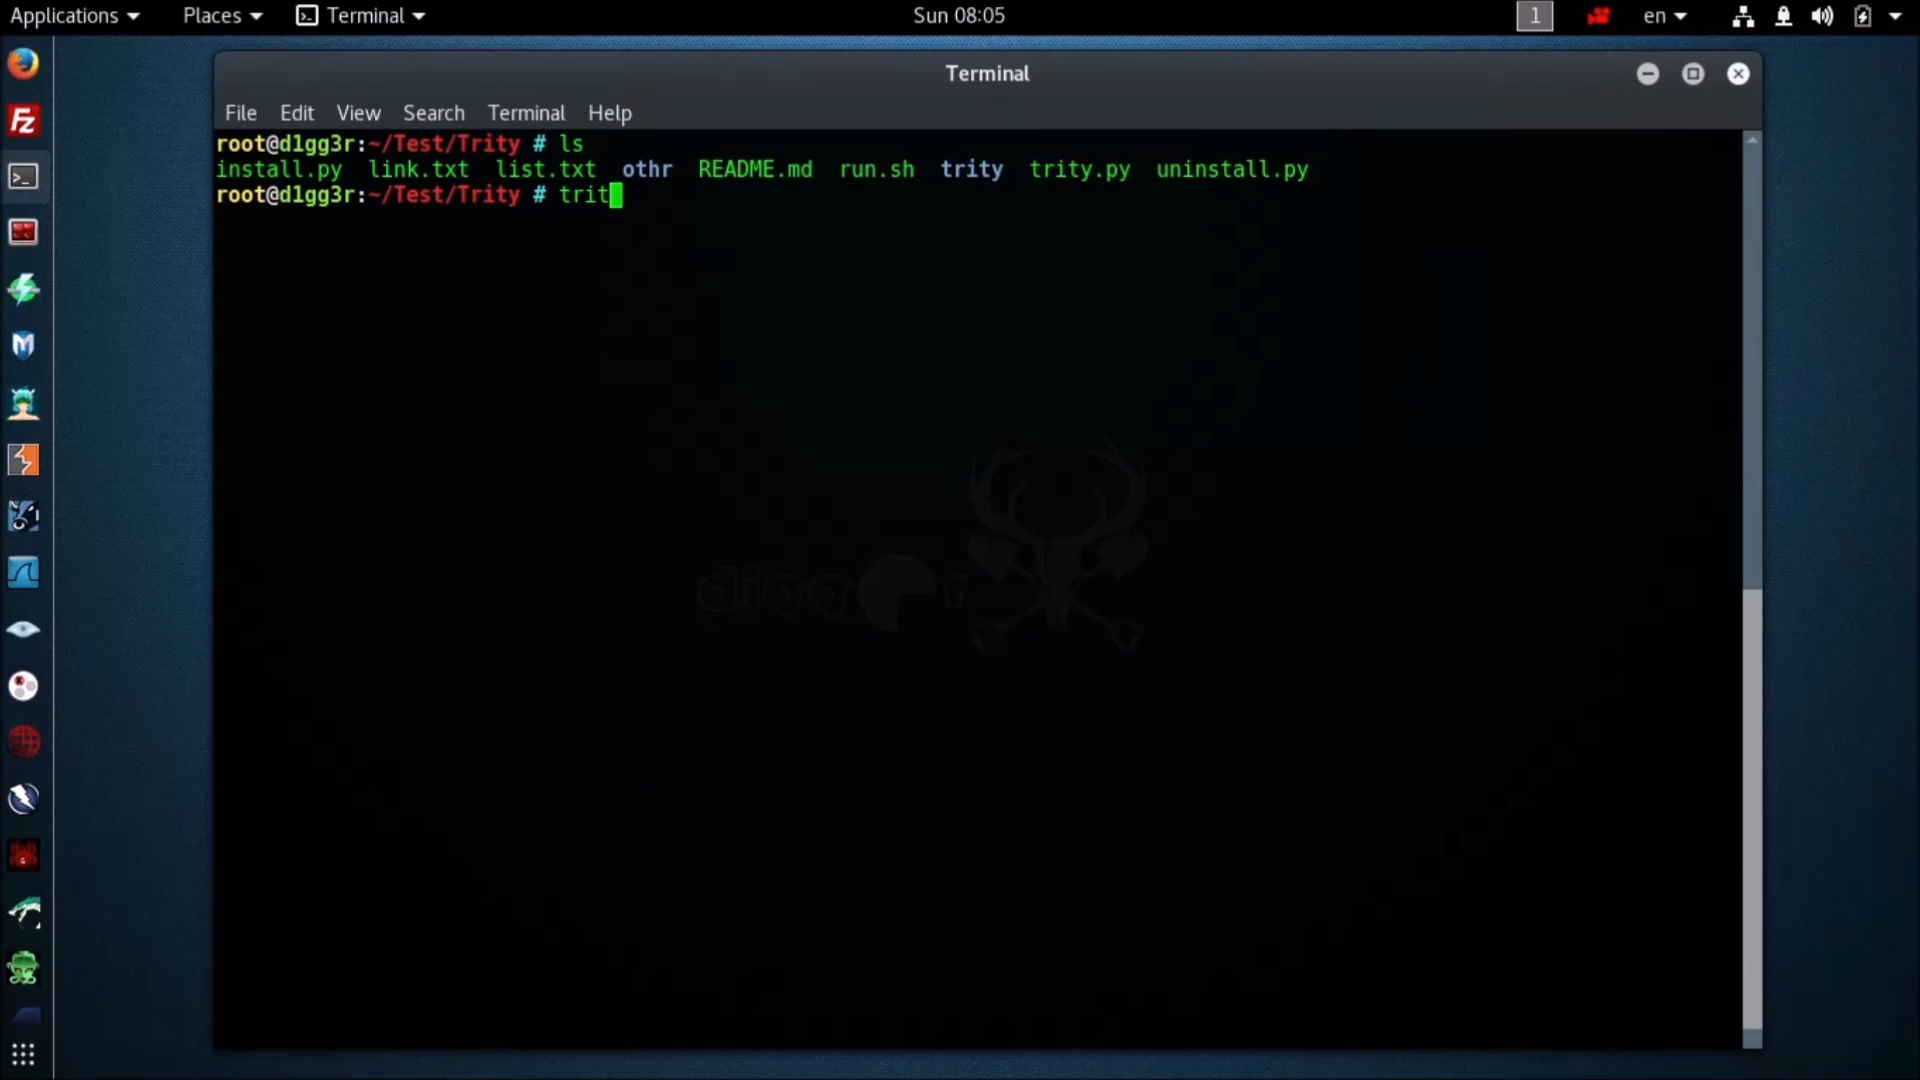 Applications Places Terminal Sun 08:05 1 en
Terminal
File Edit View Search Terminal Help
root@d1gg3r:~/Test/Trity # ls
install.py link.txt list.txt othr README.md run.sh trity trity.py uninstall.py
root@d1gg3r:~/Test/Trity # trit
digg r